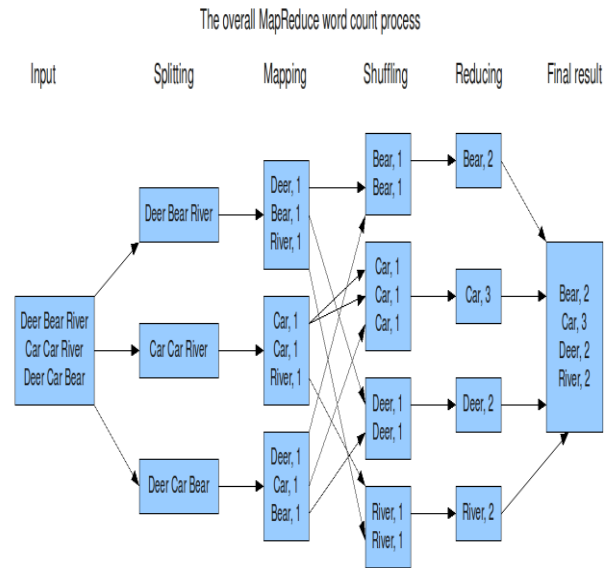 The overall MapReduce word count process
Input
Splitting
Mapping
Shuffling
Reducing
Final result
Deer Bear River
Car Car River
Deer Car Bear
Deer Bear River
Car Car River
Deer Car Bear
Deer, 1
Bear, 1
River, 1
Car, 1
Car, 1
River, 1
Deer, 1
Car, 1
Bear, 1
Bear, 1
Bear, 1
Car, 1
Car, 1
Car, 1
Deer, 1
Deer, 1
River, 1
River, 1
Bear, 2
Car, 3
Deer, 2
River, 2
Bear, 2
Car, 3
Deer, 2
River, 2